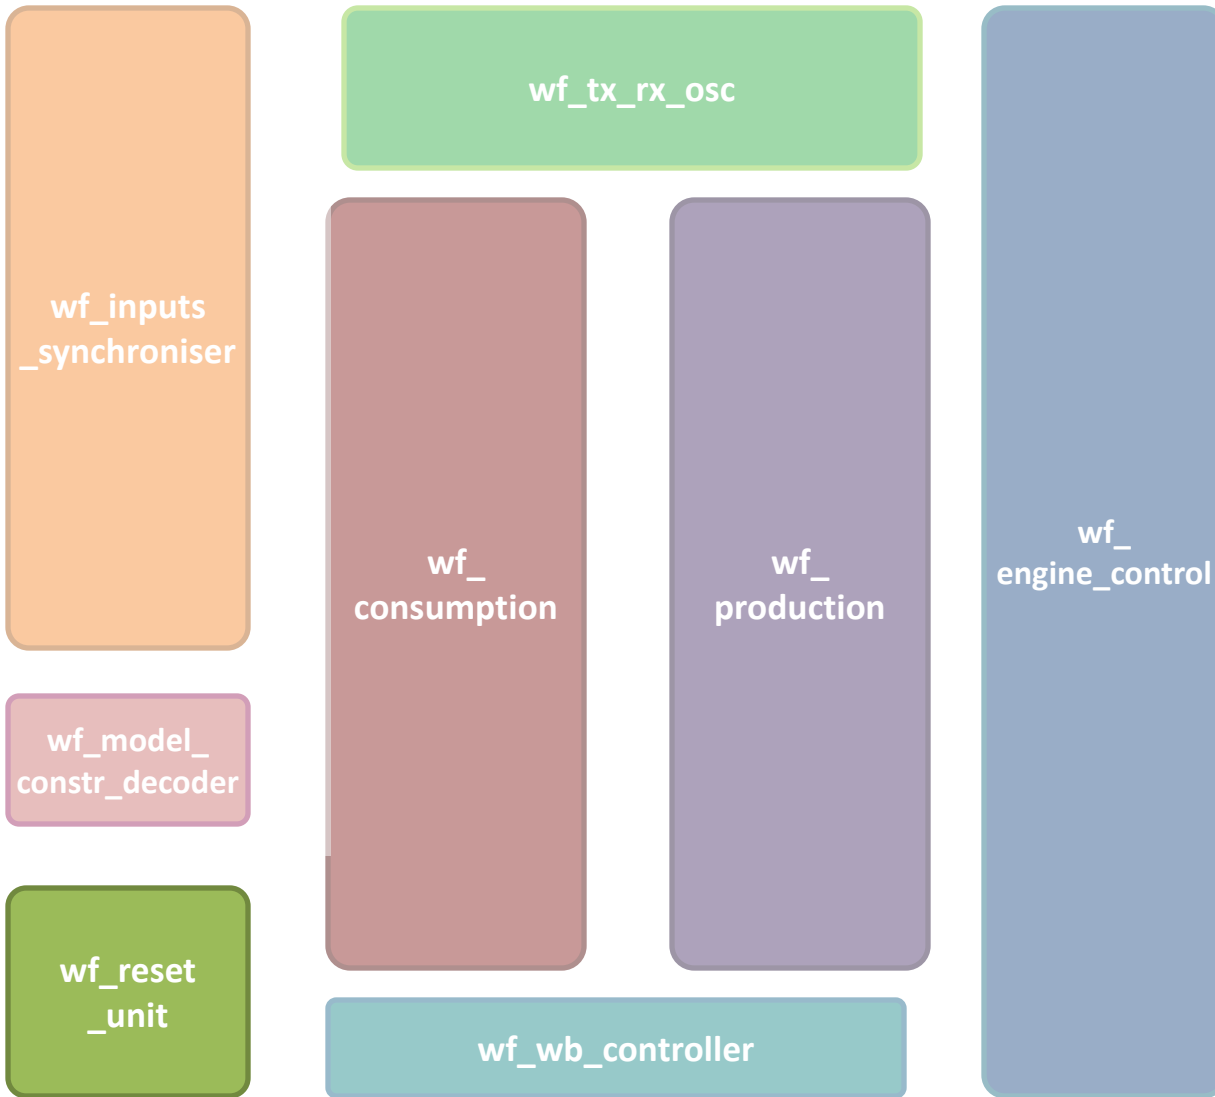 wf_tx_rx_osc
wf_inputs
_synchroniser
wf_
consumption
wf_
production
wf_
engine_control
wf_model_
constr_decoder
wf_reset
_unit
wf_wb_controller